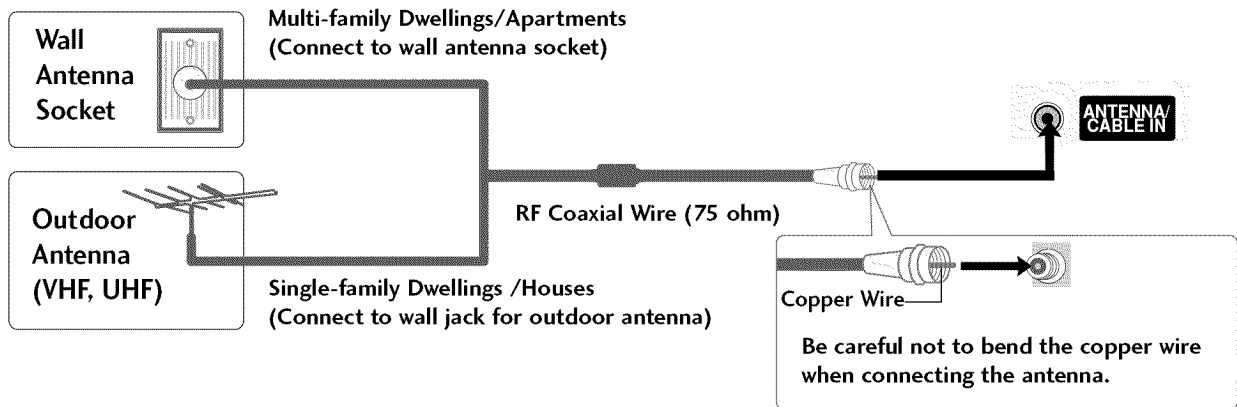 Multi-family Dwellings/Apartments
(Connect to wall antenna socket)
Wall
Antenna
Socket
ANTENNA/
CABLE IN
RF Coaxial Wire (75 ohm)
Outdoor
Antenna
(VHF, UHF)
Single-family Dwellings /Houses
(Connect to wall jack for outdoor antenna)
Copper Wire
Be careful not to bend the copper wire
when connecting the antenna.